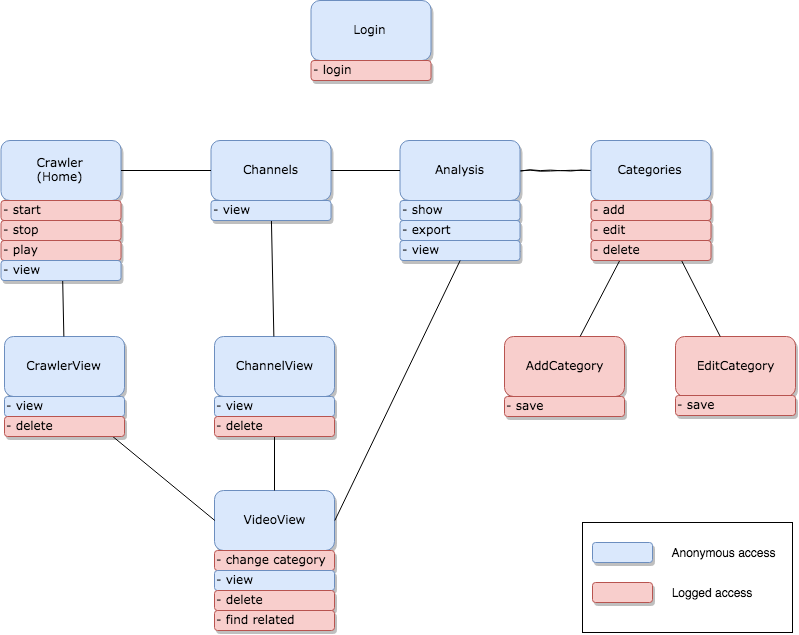 Login
- login
Crawler
(Home)
- start
- stop
- play
- view
Channels
- view
Analysis
- show
- export
- view
Categories
- add
- edit
- delete
CrawlerView
- view
- delete
ChannelView
- view
- delete
AddCategory
- save
EditCategory
- save
VideoView
- change category
- view
- delete
- find related
Anonymous access
Logged access